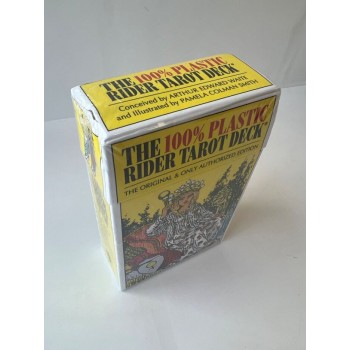 THE 100% PLASTIC
RIDER TAROT DECK
Conceived by ARTHUR EDWARD WAITE
and Illustrated by PAMELA COLMAN SMITH
THE 100% PLASTIC
RIDER TAROT DECK
THE ORIGINAL & ONLY AUTHORIZED EDITION